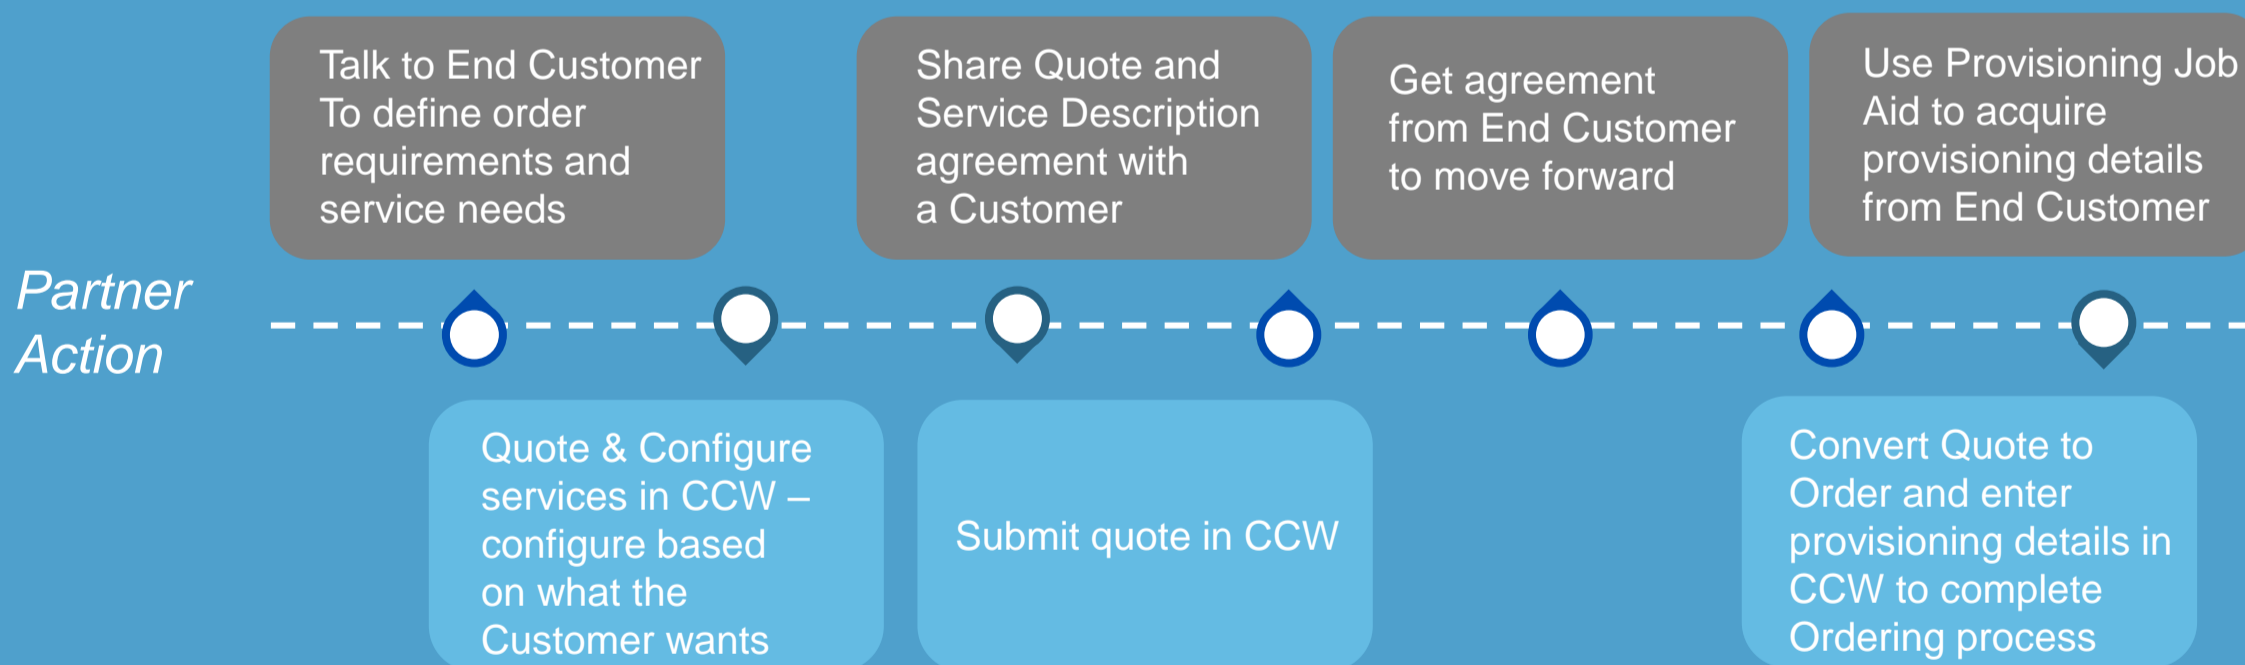 Talk to End Customer
To define order
requirements and
service needs
Share Quote and
Service Description
agreement with
a Customer
Get agreement
from End Customer
to move forward
Use Provisioning Job
Aid to acquire
provisioning details
from End Customer
Partner
Action
Quote & Configure
services in CCW –
configure based
on what the
Customer wants
Submit quote in CCW
Convert Quote to
Order and enter
provisioning details in
CCW to complete
Ordering process